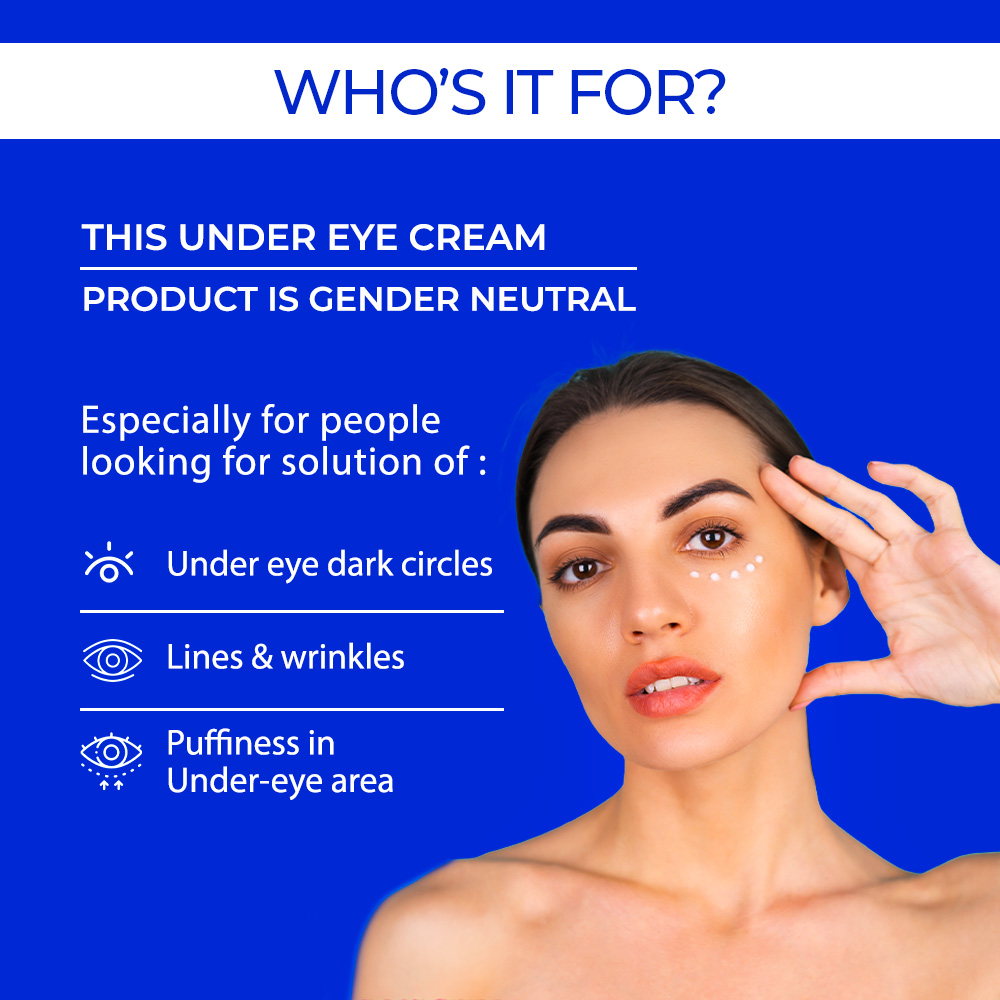 WHO’S IT FOR?
THIS UNDER EYE CREAM
PRODUCT IS GENDER NEUTRAL
Especially for people
looking for solution of :
Under eye dark circles
Lines & wrinkles
Puffiness in
Under-eye area